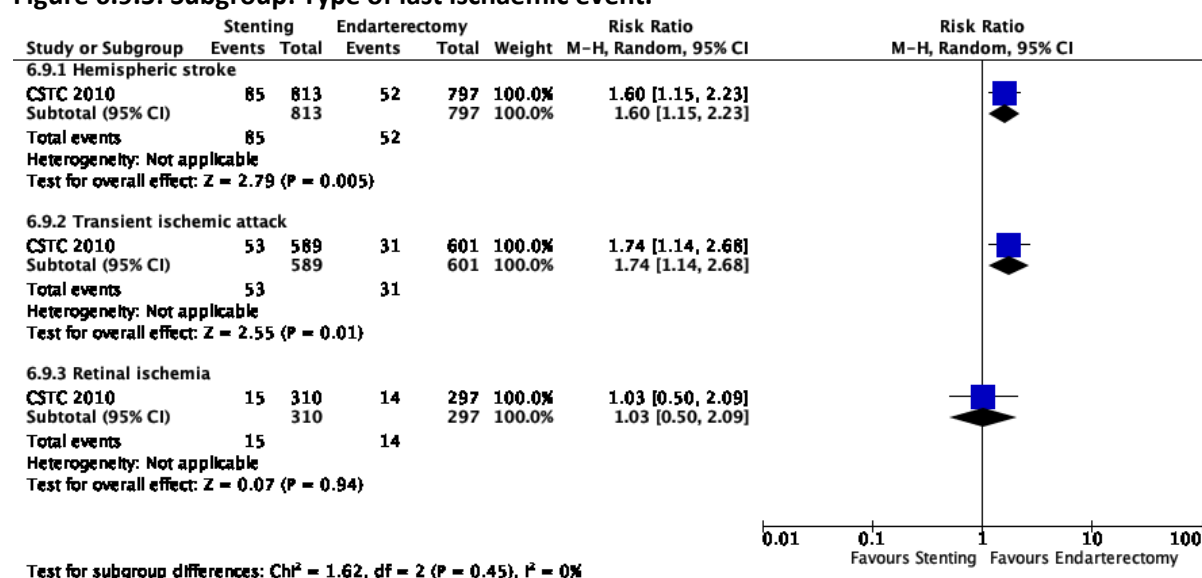 Figure 6.9.3. Subgroup: Type of last ischaemic event.
Stenting Endarterectomy Risk Ratio Risk Ratio
Study or Subgroup Events Total Events Total Weight M-H, Random, 95% CI M-H, Random, 95% CI
6.9.1 Hemispheric stroke
CSTC 2010 85 813 52 797 100.0% 1.60 [1.15, 2.23]
Subtotal (95% CI) 813 797 100.0% 1.60 [1.15, 2.23]
Total events 85 52
Heterogeneity: Not applicable
Test for overall effect: Z = 2.79 (P = 0.005)
6.9.2 Transient ischemic attack
CSTC 2010 53 589 31 601 100.0% 1.74 [1.14, 2.68]
Subtotal (95% CI) 589 601 100.0% 1.74 [1.14, 2.68]
Total events 53 31
Heterogeneity: Not applicable
Test for overall effect: Z = 2.55 (P = 0.01)
6.9.3 Retinal ischemia
CSTC 2010 15 310 14 297 100.0% 1.03 [0.50, 2.09]
Subtotal (95% CI) 310 297 100.0% 1.03 [0.50, 2.09]
Total events 15 14
Heterogeneity: Not applicable
Test for overall effect: Z = 0.07 (P = 0.94)
0.01 0.1 1 10 100
Favours Stenting Favours Endarterectomy
Test for subgroup differences: Chi² = 1.62, df = 2 (P = 0.45), I² = 0%